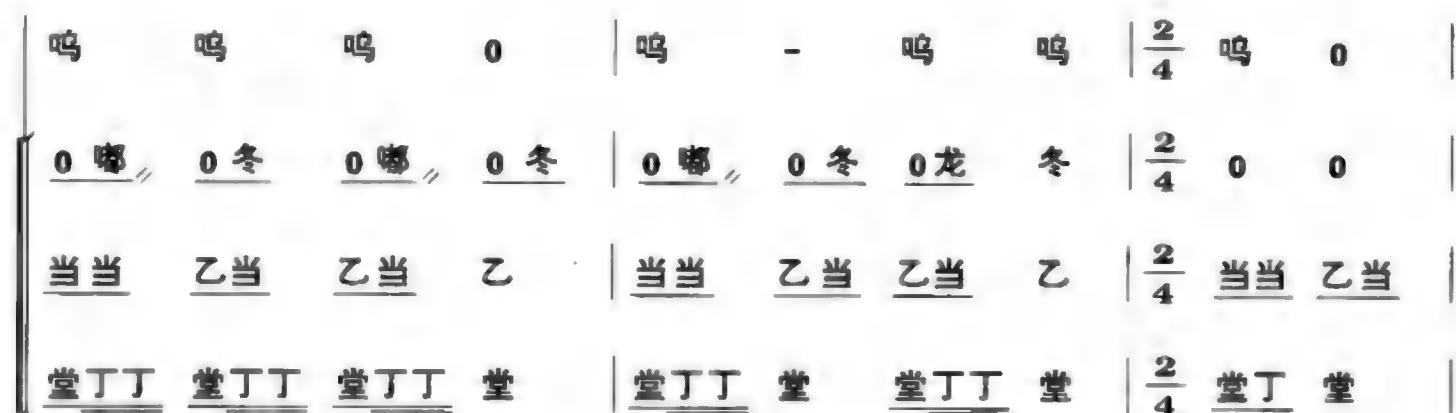 呜 呜 呜 0 | 呜 - 呜 呜 | 2/4 呜 0 |
0 嘟 0 冬 0 嘟 0 冬 | 0 嘟 0 冬 0 龙 冬 | 2/4 0 0 |
当当 乙当 乙当 乙 | 当当 乙当 乙当 乙 | 2/4 当当 乙当 |
堂丁丁 堂丁丁 堂丁丁 堂 | 堂丁丁 堂 堂丁丁 堂 | 2/4 堂丁 堂 |